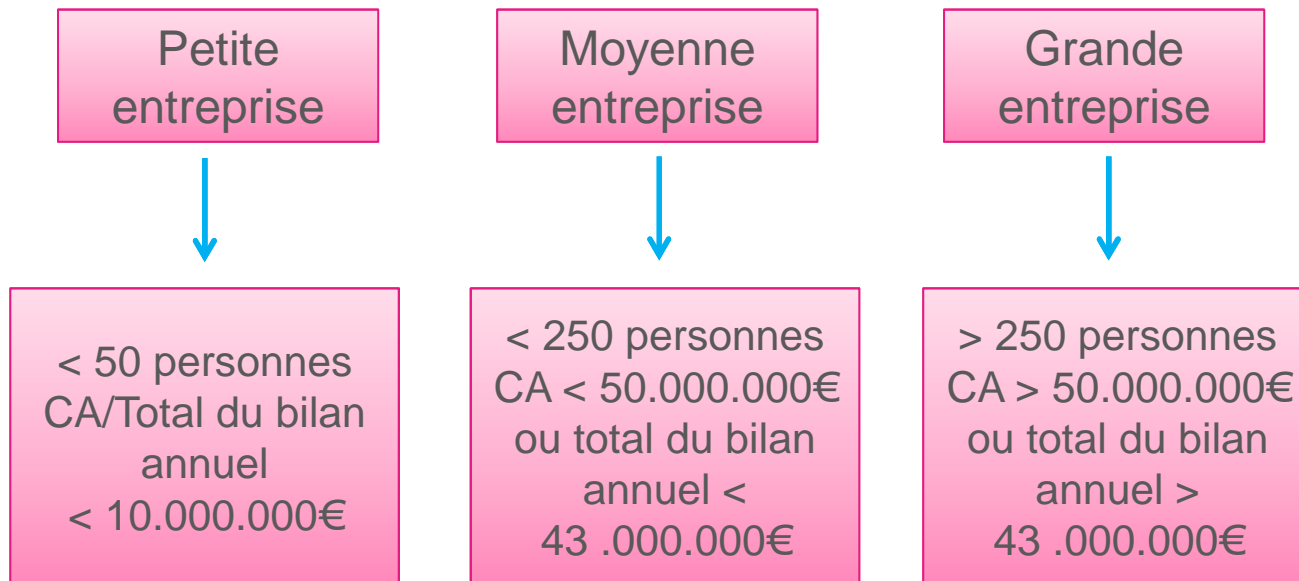 Petite
entreprise
Moyenne
entreprise
Grande
entreprise
< 50 personnes
CA/Total du bilan
annuel
< 10.000.000€
< 250 personnes
CA < 50.000.000€
ou total du bilan
annuel <
43 .000.000€
> 250 personnes
CA > 50.000.000€
ou total du bilan
annuel >
43 .000.000€